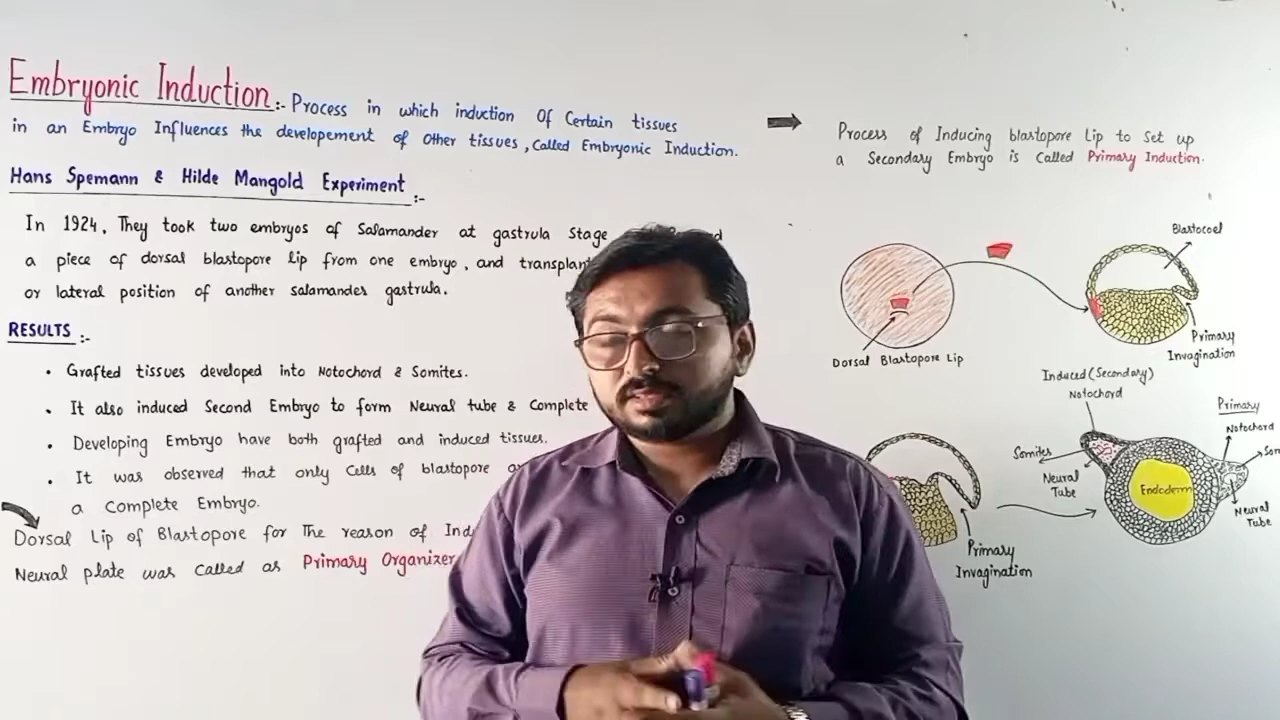 Embryonic Induction :- Process in which induction Of Certain tissues
in an Embryo Influences the developement of Other tissues, Called Embryonic Induction.
Hans Spemann & Hilde Mangold Experiment :-
In 1924, They took two embryos of Salamander at gastrula Stage
a piece of dorsal blastopore lip from one embryo, and transplan
or lateral position of another salamander gastrula.
RESULTS :-
• Grafted tissues developed into Notochord & Somites.
• It also induced Second Embryo to form Neural tube & Complete
• Developing Embryo have both grafted and induced tissues.
• It was observed that only Cells of blastopore
a Complete Embryo.
Dorsal Lip of Blastopore for The reason of Ind
Neural plate was called as Primary Organizer
Process of Inducing blastopore Lip to Set up
a Secondary Embryo is Called Primary Induction.
Blastocoel
Dorsal Blastopore Lip
Primary
Invagination
Induced (Secondary)
Notochord
Somites
Neural
Tube
Endoderm
Primary
Notochord
Som
Neural
Tube
Primary
Invagination